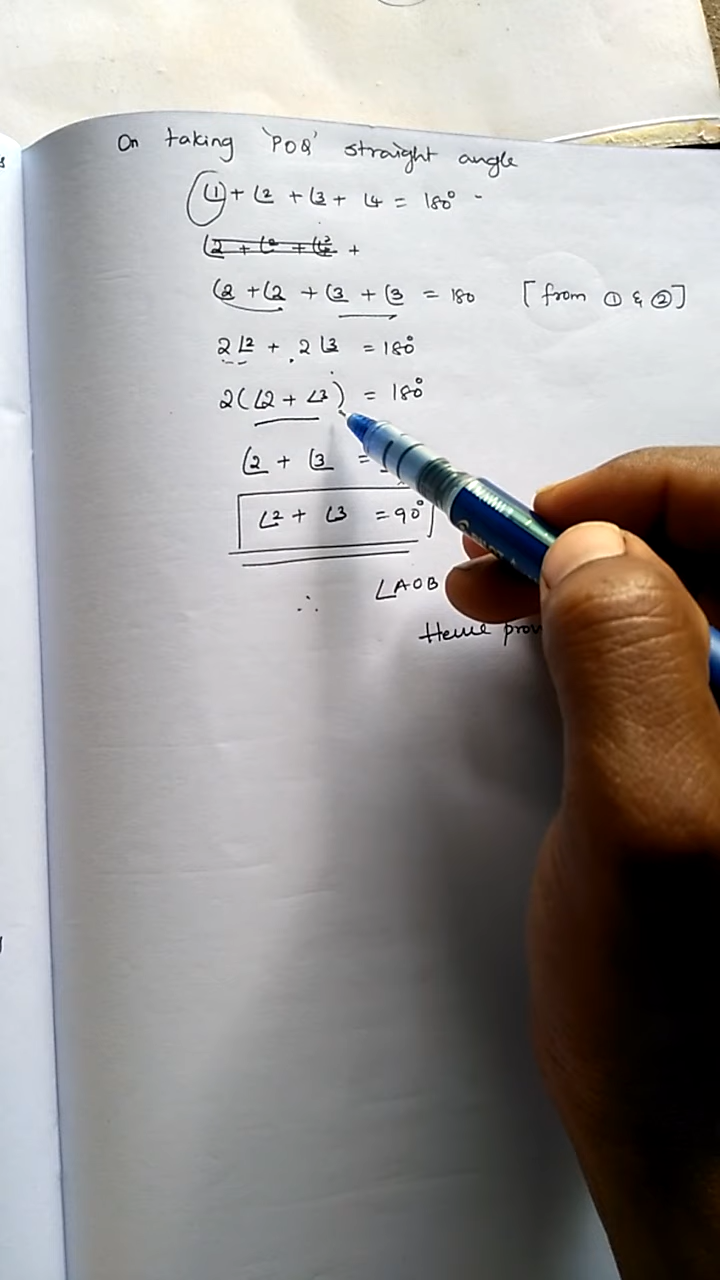 On taking 'POQ' straight angle
∠1 + ∠2 + ∠3 + ∠4 = 180° -
∠2 + ∠2 + ∠3 + ∠3 = 180 [from ① & ②]
2∠2 + 2∠3 = 180°
2(∠2 + ∠3) = 180°
∠2 + ∠3 =
∠2 + ∠3 = 90°
∴ ∠AOB
Hence